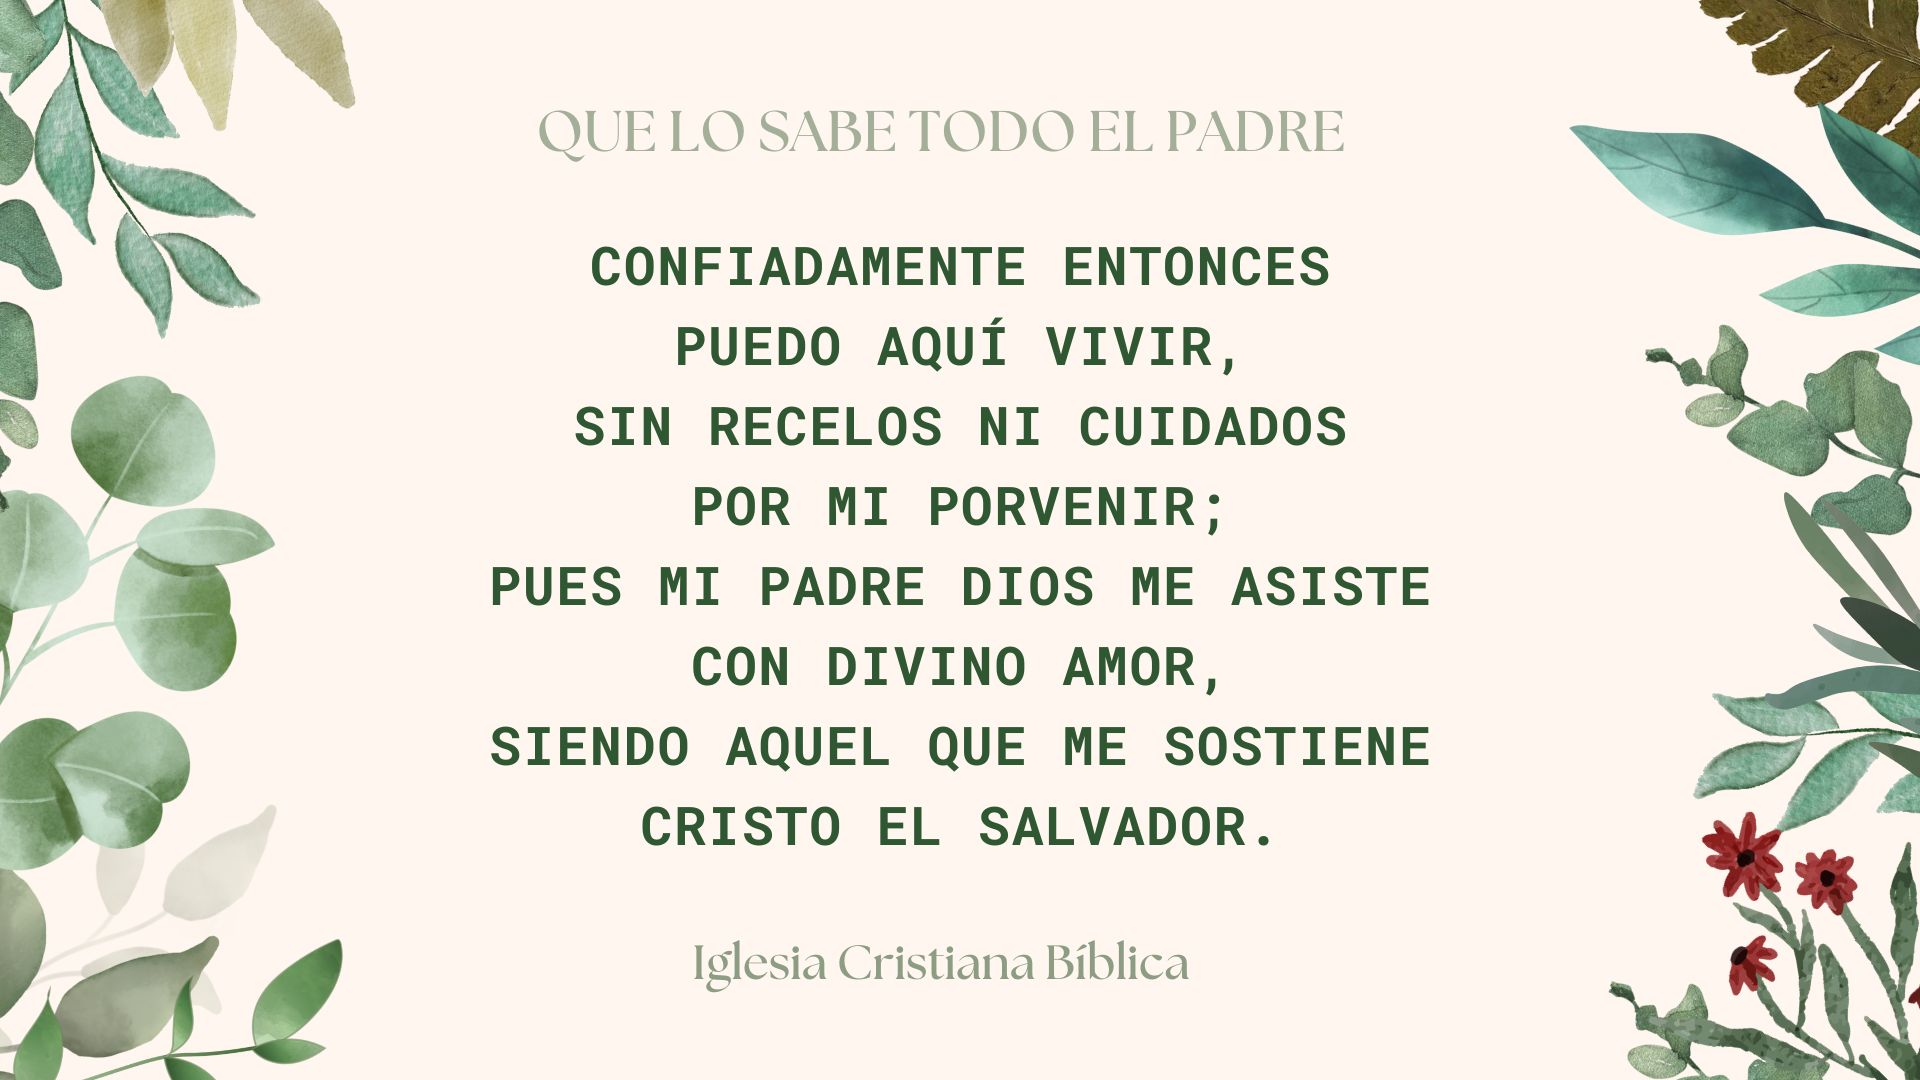 QUE LO SABE TODO EL PADRE
CONFIADAMENTE ENTONCES
PUEDO AQUÍ VIVIR,
SIN RECELOS NI CUIDADOS
POR MI PORVENIR;
PUES MI PADRE DIOS ME ASISTE
CON DIVINO AMOR,
SIENDO AQUEL QUE ME SOSTIENE
CRISTO EL SALVADOR.
Iglesia Cristiana Bíblica